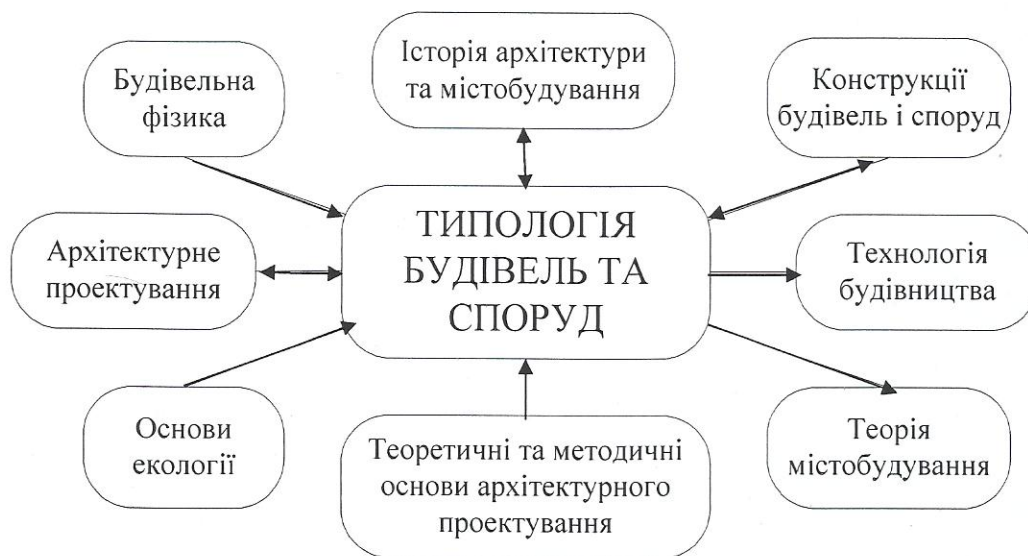 Будівельна
фізика
Історія архітектури
та містобудування
Конструкції
будівель і споруд
Архітектурне
проектування
ТИПОЛОГІЯ
БУДІВЕЛЬ ТА
СПОРУД
Технологія
будівництва
Основи
екології
Теоретичні та методичні
основи архітектурного
проектування
Теорія
містобудування